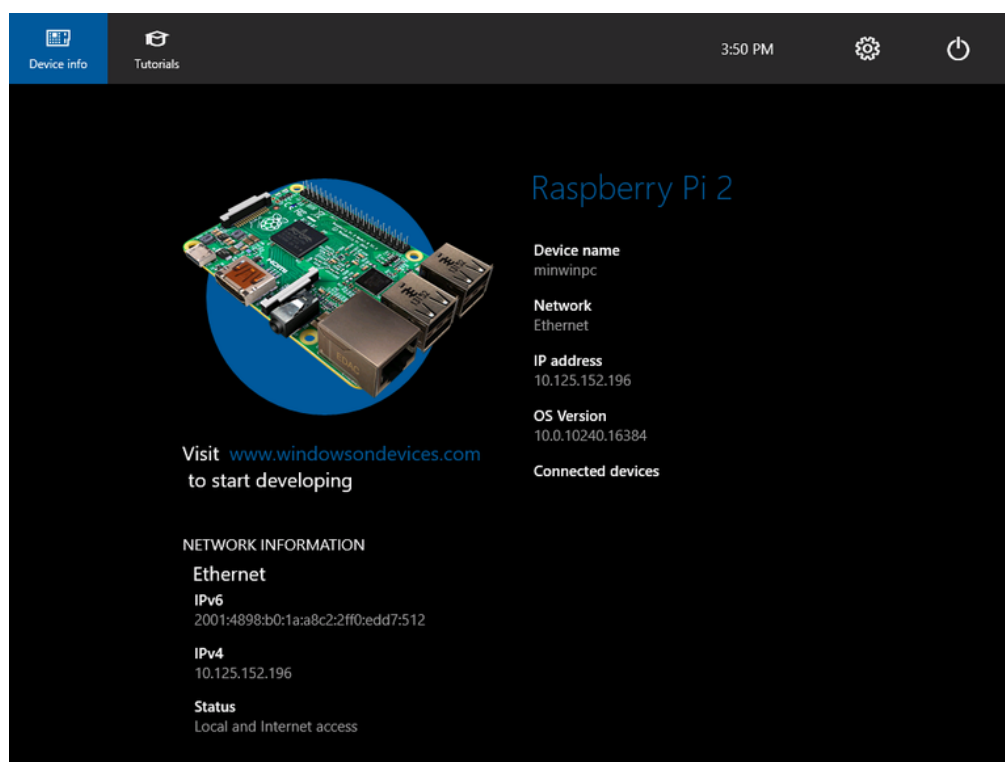 Device info
Tutorials
3:50 PM
Raspberry Pi 2
Device name
minwinpc
Network
Ethernet
IP address
10.125.152.196
OS Version
10.0.10240.16384
Connected devices
HDMI
Visit www.windowsondevices.com
to start developing
NETWORK INFORMATION
Ethernet
IPv6
2001:4898:b0:1a:a8c2:2ff0:edd7:512
IPv4
10.125.152.196
Status
Local and Internet access